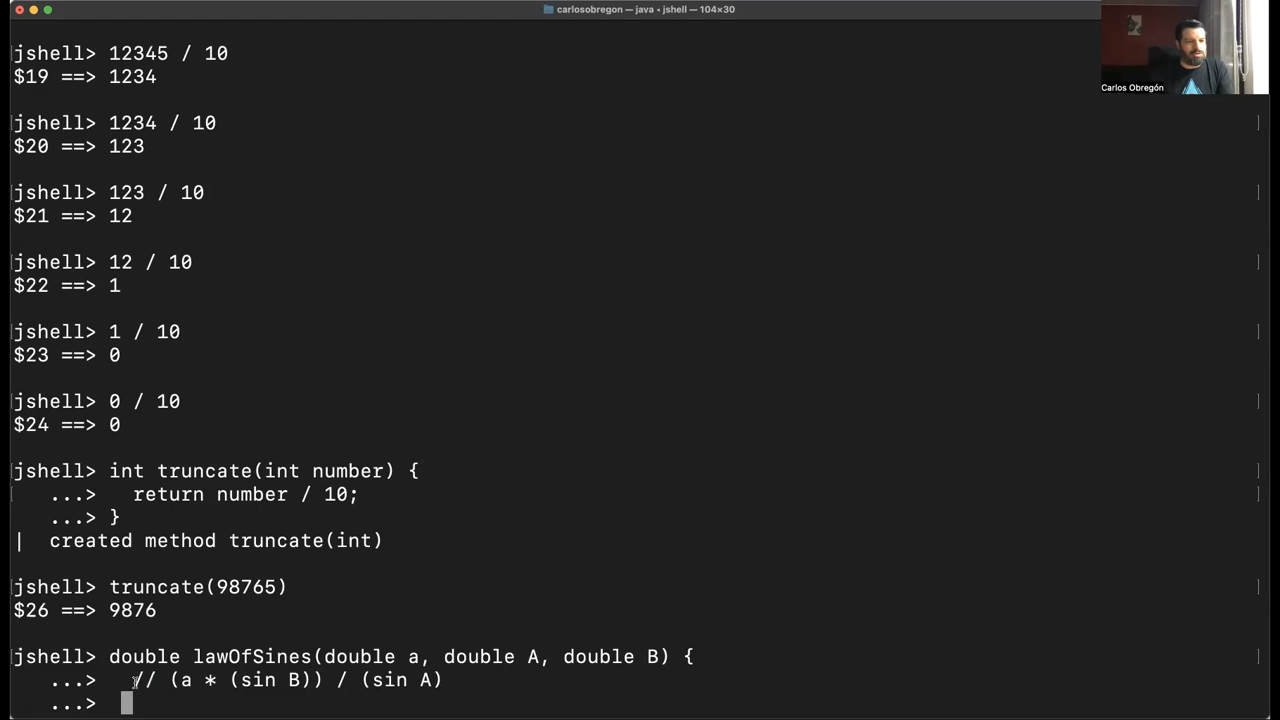 carlosobregon — java ◂ jshell — 104×30
Carlos Obregón
jshell> 12345 / 10
$19 ==> 1234
jshell> 1234 / 10
$20 ==> 123
jshell> 123 / 10
$21 ==> 12
jshell> 12 / 10
$22 ==> 1
jshell> 1 / 10
$23 ==> 0
jshell> 0 / 10
$24 ==> 0
jshell> int truncate(int number) {
...> return number / 10;
...> }
| created method truncate(int)
jshell> truncate(98765)
$26 ==> 9876
jshell> double lawOfSines(double a, double A, double B) {
...> // (a * (sin B)) / (sin A)
...>